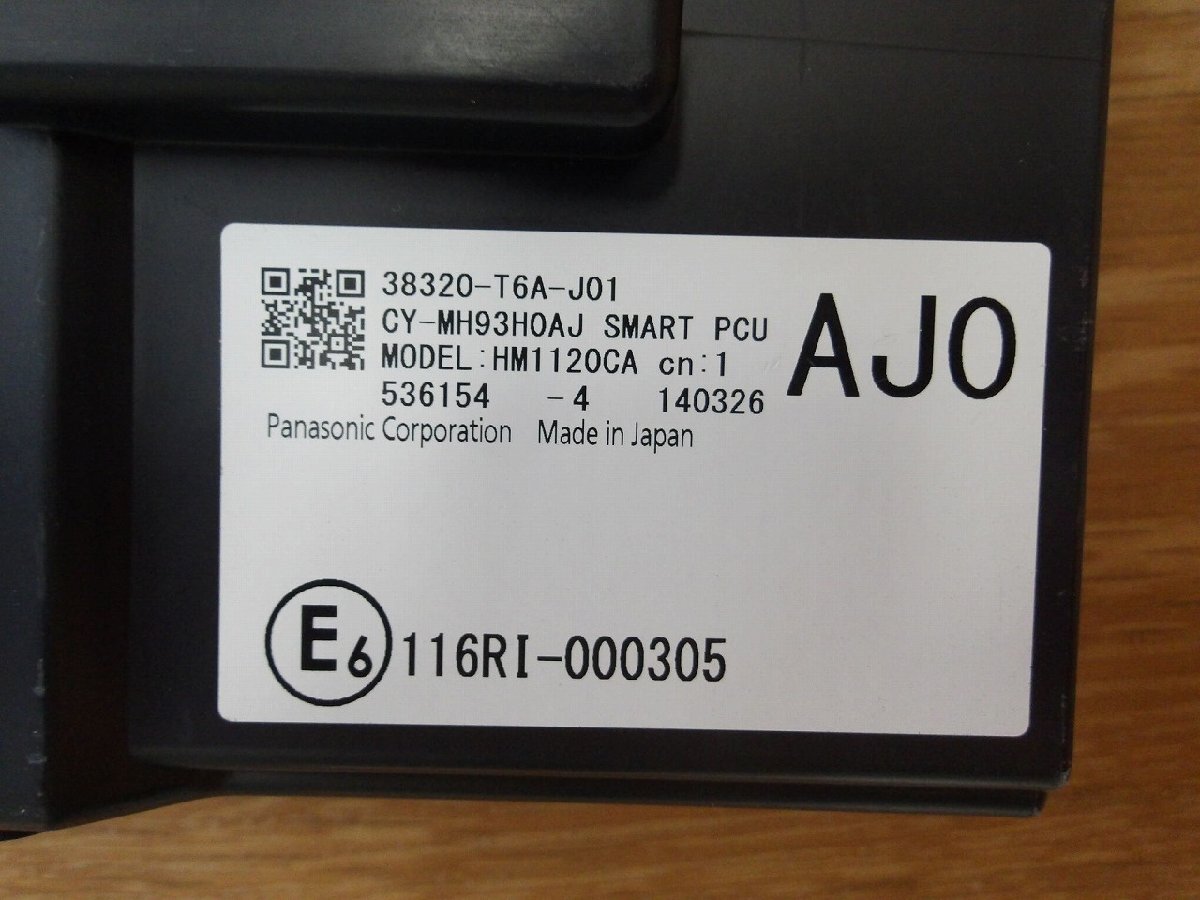 38320-T6A-J01
CY-MH93H0AJ SMART PCU
MODEL:HM1120CA cn:1
536154 -4 140326
AJ0
Panasonic Corporation Made in Japan
E6 116RI-000305